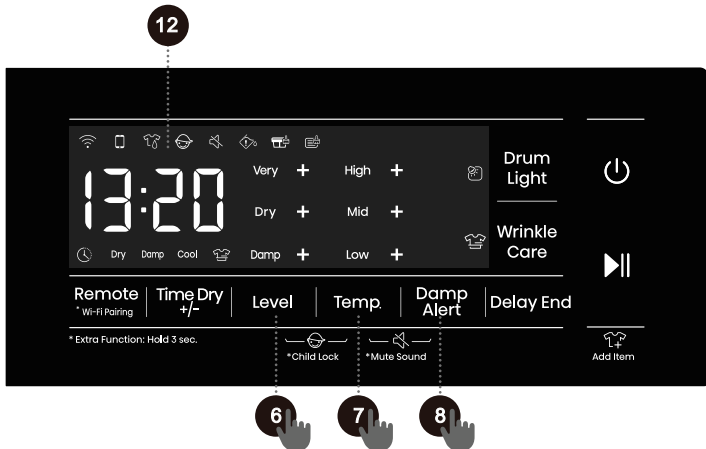 12
13:20
Very +
High +
Dry +
Mid +
Dry Damp Cool
Damp +
Low +
Drum
Light
Wrinkle
Care
Remote
* Wi-Fi Pairing
Time Dry
+/-
Level
Temp.
Damp
Alert
Delay End
* Extra Function: Hold 3 sec.
*Child Lock
*Mute Sound
Add Item
6
7
8